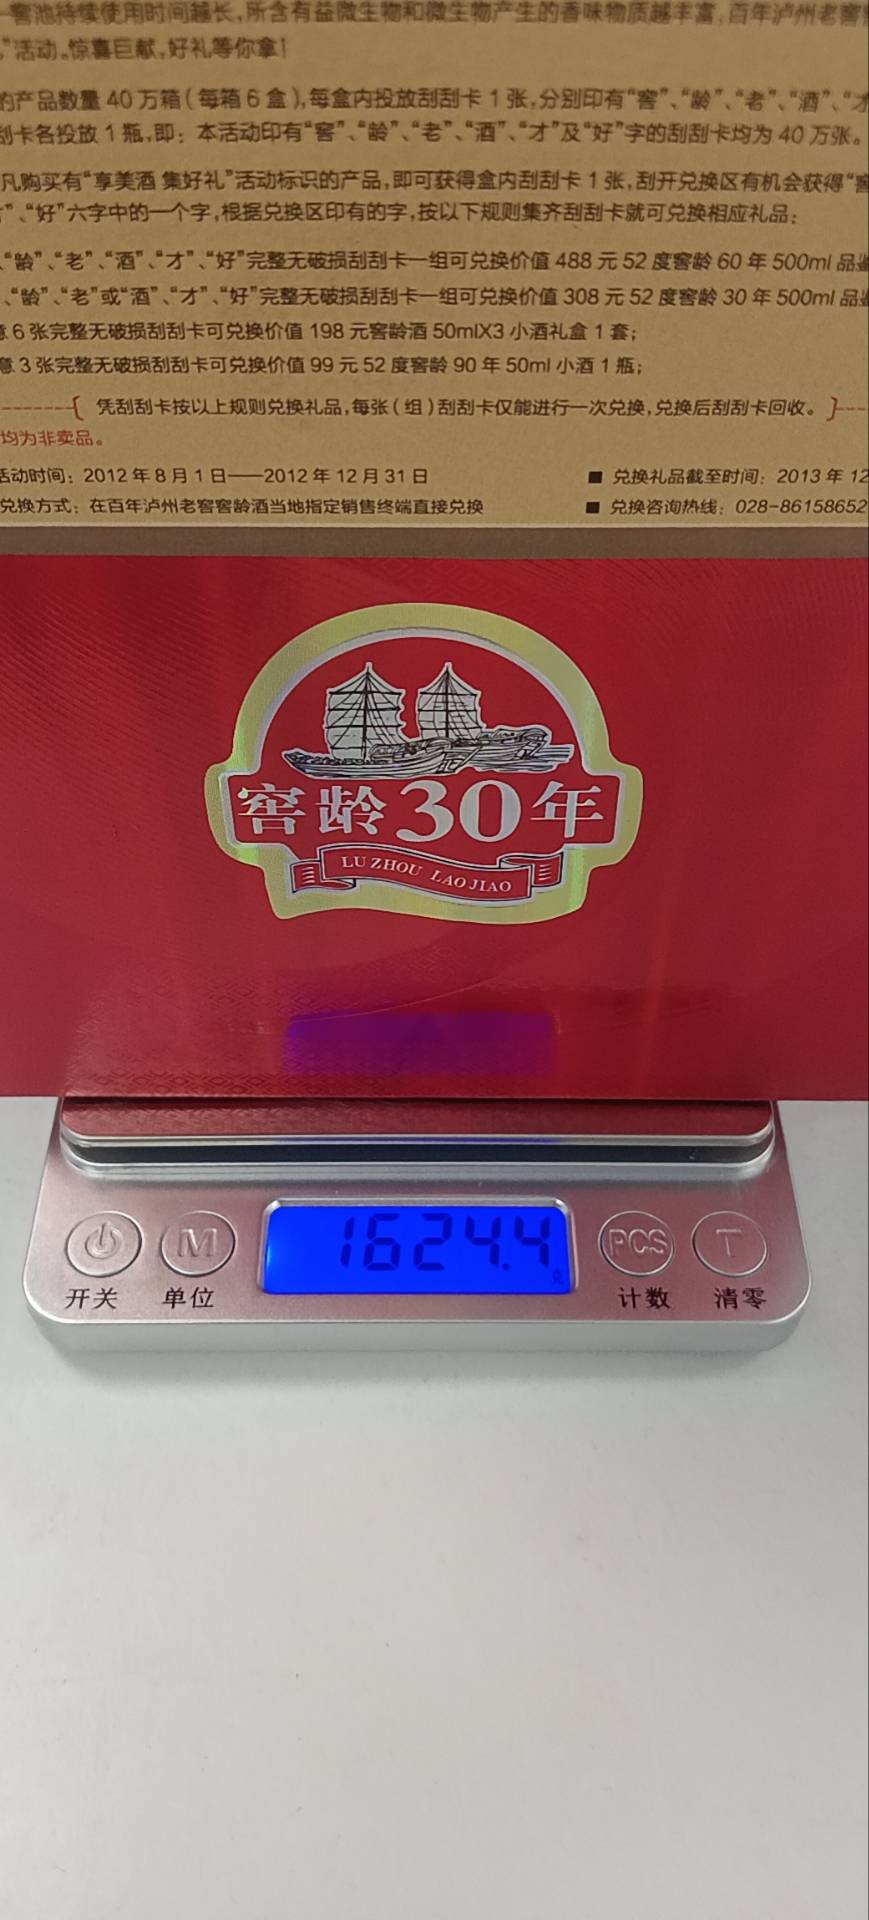 一窖池持续使用时间越长,所含有益微生物和微生物产生的香味物质越丰富,百年泸州老窖
”活动。惊喜巨献,好礼等你拿!
的产品数量 40 万箱(每箱 6 盒),每盒内投放刮刮卡 1 张,分别印有“窖”、“龄”、“老”、“酒”、“才
刮卡各投放 1 瓶,即: 本活动印有“窖”、“龄”、“老”、“酒”、“才”及“好”字的刮刮卡均为 40 万张。
凡购买有“享美酒 集好礼”活动标识的产品,即可获得盒内刮刮卡 1 张,刮开兑换区有机会获得“窖
”、“好”六字中的一个字,根据兑换区印有的字,按以下规则集齐刮刮卡就可兑换相应礼品:
、“龄”、“老”、“酒”、“才”、“好”完整无破损刮刮卡一组可兑换价值 488 元 52 度窖龄 60 年 500ml 品鉴
、“龄”、“老”或“酒”、“才”、“好”完整无破损刮刮卡一组可兑换价值 308 元 52 度窖龄 30 年 500ml 品鉴
意 6 张完整无破损刮刮卡可兑换价值 198 元窖龄酒 50mlX3 小酒礼盒 1 套;
意 3 张完整无破损刮刮卡可兑换价值 99 元 52 度窖龄 90 年 50ml 小酒 1 瓶;
凭刮刮卡按以上规则兑换礼品,每张(组)刮刮卡仅能进行一次兑换,兑换后刮刮卡回收。
均为非卖品。
活动时间: 2012 年 8 月 1 日——2012 年 12 月 31 日
■ 兑换礼品截至时间: 2013 年 12
兑换方式: 在百年泸州老窖窖龄酒当地指定销售终端直接兑换
■ 兑换咨询热线: 028-86158652
窖龄30年
LU ZHOU LAO JIAO
M
1624.4
克
PCS
T
开关
单位
计数
清零